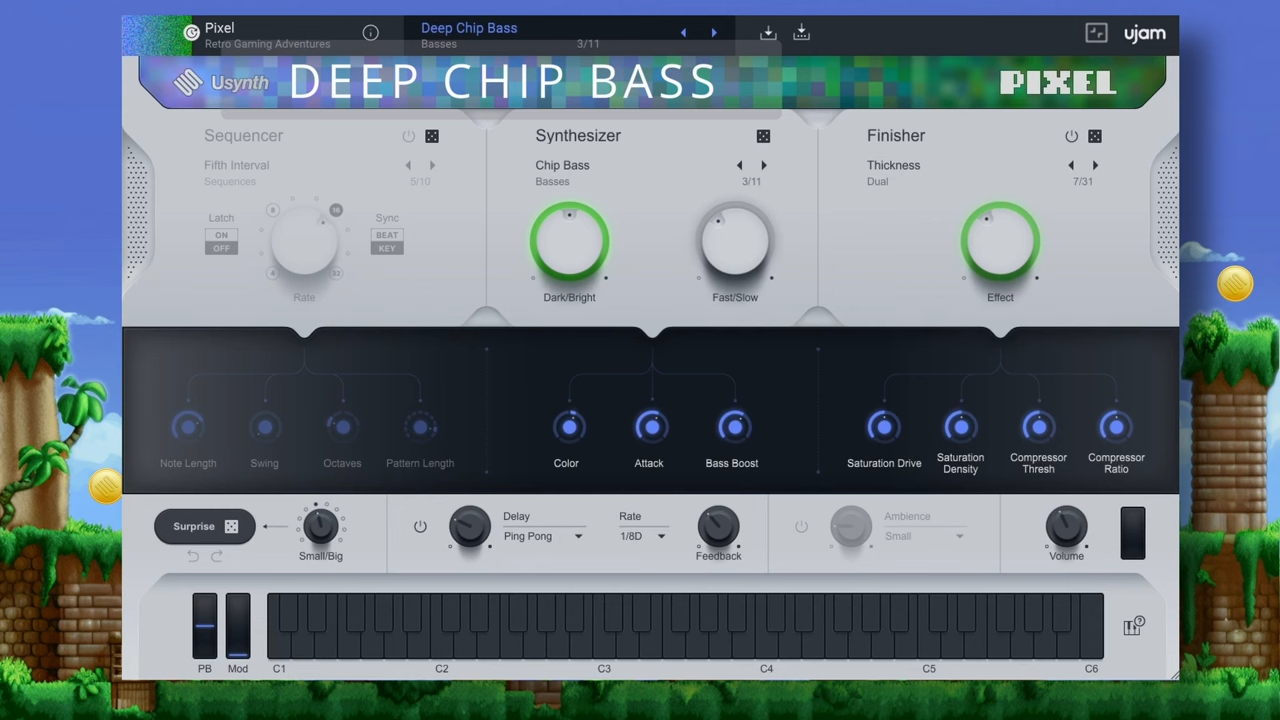 Pixel
Retro Gaming Adventures
Deep Chip Bass
Basses 3/11
ujam
Usynth
DEEP CHIP BASS
PIXEL
Sequencer
Fifth Interval
Sequences 5/10
Latch
ON
OFF
8
16
4
32
Sync
BEAT
KEY
Rate
Synthesizer
Chip Bass
Basses 3/11
Dark/Bright
Fast/Slow
Finisher
Thickness
Dual 7/31
Effect
Note Length
Swing
Octaves
Pattern Length
Color
Attack
Bass Boost
Saturation Drive
Saturation
Density
Compressor
Thresh
Compressor
Ratio
Surprise
Small/Big
Delay
Ping Pong
Rate
1/8D
Feedback
Ambience
Small
Volume
PB
Mod
C1
C2
C3
C4
C5
C6
?